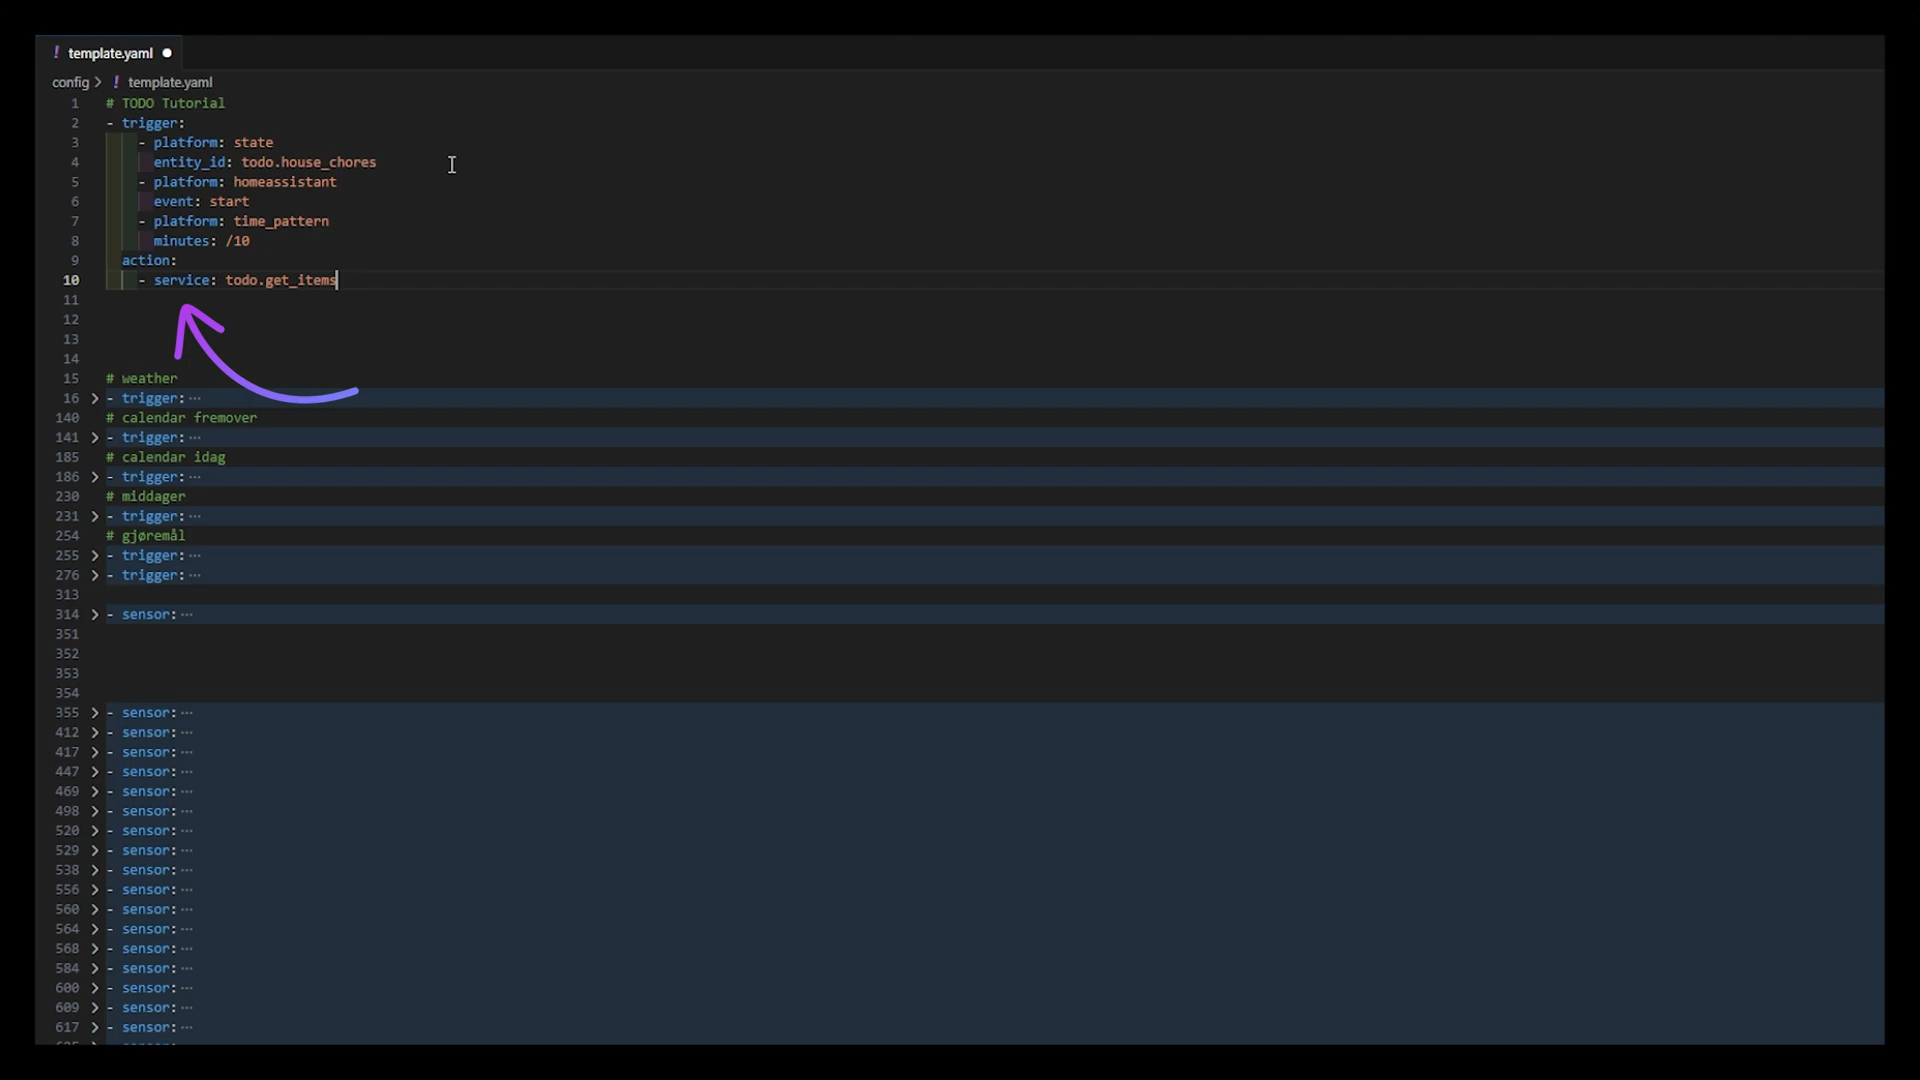 ! template.yaml ●
config > ! template.yaml
1 # TODO Tutorial
2 - trigger:
3 - platform: state
4 entity_id: todo.house_chores
5 - platform: homeassistant
6 event: start
7 - platform: time_pattern
8 minutes: /10
9 action:
10 - service: todo.get_items
11
12
13
14
15 # weather
16 > - trigger: ···
140 # calendar fremover
141 > - trigger: ···
185 # calendar idag
186 > - trigger: ···
230 # middager
231 > - trigger: ···
254 # gjøremål
255 > - trigger: ···
276 > - trigger: ···
313
314 > - sensor: ···
351
352
353
354
355 > - sensor: ···
412 > - sensor: ···
417 > - sensor: ···
447 > - sensor: ···
469 > - sensor: ···
498 > - sensor: ···
520 > - sensor: ···
529 > - sensor: ···
538 > - sensor: ···
556 > - sensor: ···
560 > - sensor: ···
564 > - sensor: ···
568 > - sensor: ···
584 > - sensor: ···
600 > - sensor: ···
609 > - sensor: ···
617 > - sensor: ···